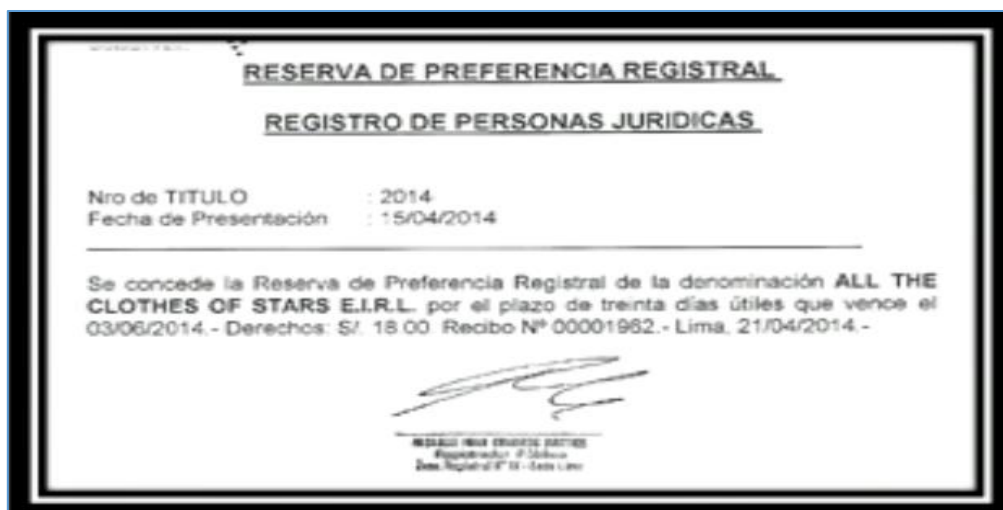 RESERVA DE PREFERENCIA REGISTRAL
REGISTRO DE PERSONAS JURIDICAS
Nro de TITULO : 2014
Fecha de Presentación : 15/04/2014
Se concede la Reserva de Preferencia Registral de la denominación ALL THE
CLOTHES OF STARS E.I.R.L. por el plazo de treinta días útiles que vence el
03/06/2014.- Derechos: S/. 18.00. Recibo Nº 00001962.- Lima, 21/04/2014.-
Registrador Público